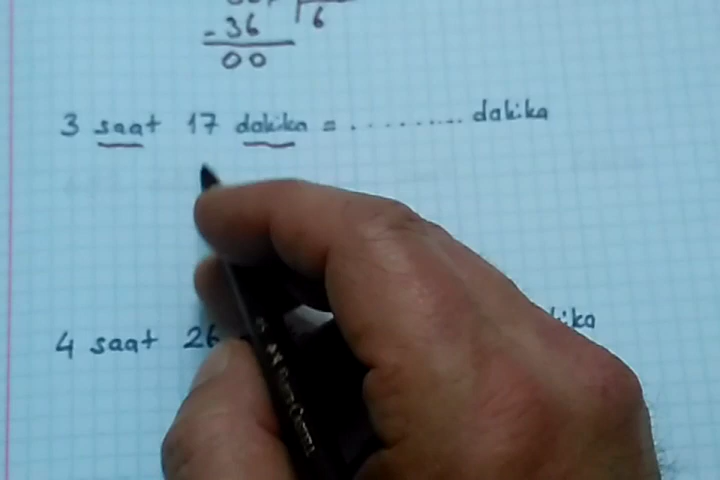 6
- 36
00
3 saat 17 dakika = .......... dakika
4 saat 26